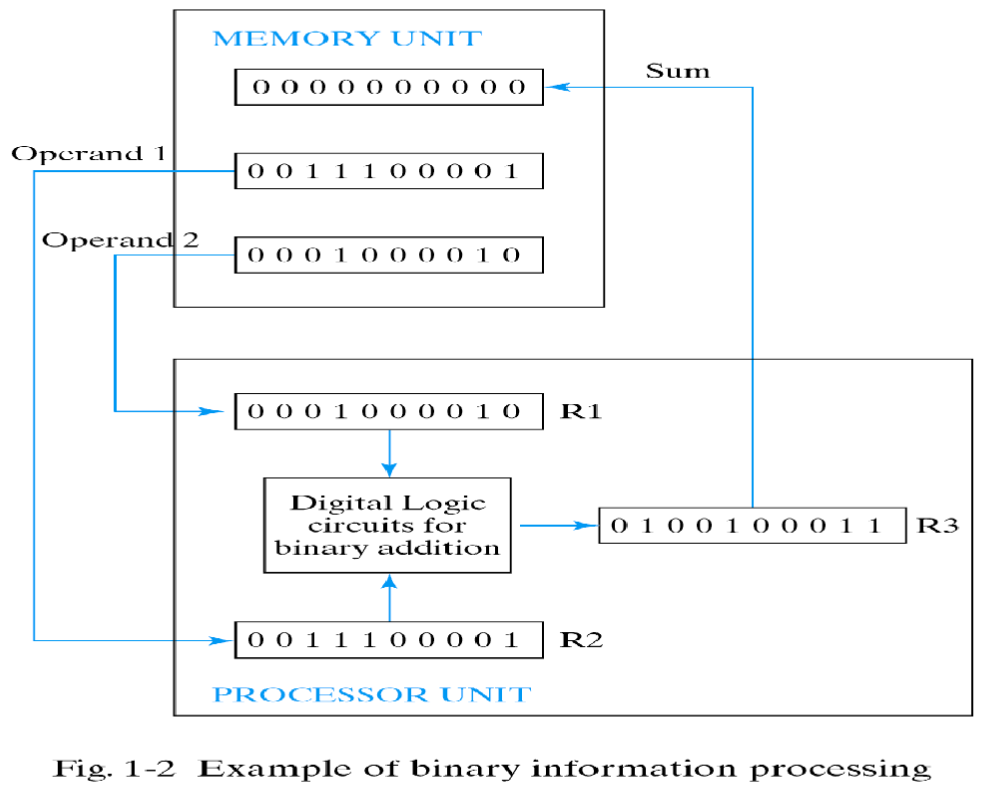 MEMORY UNIT
Sum
0 0 0 0 0 0 0 0 0 0
Operand 1
0 0 1 1 1 0 0 0 0 1
Operand 2
0 0 0 1 0 0 0 0 1 0
0 0 0 1 0 0 0 0 1 0 R1
Digital Logic
circuits for
binary addition
0 1 0 0 1 0 0 0 1 1 R3
0 0 1 1 1 0 0 0 0 1 R2
PROCESSOR UNIT
Fig. 1-2 Example of binary information processing